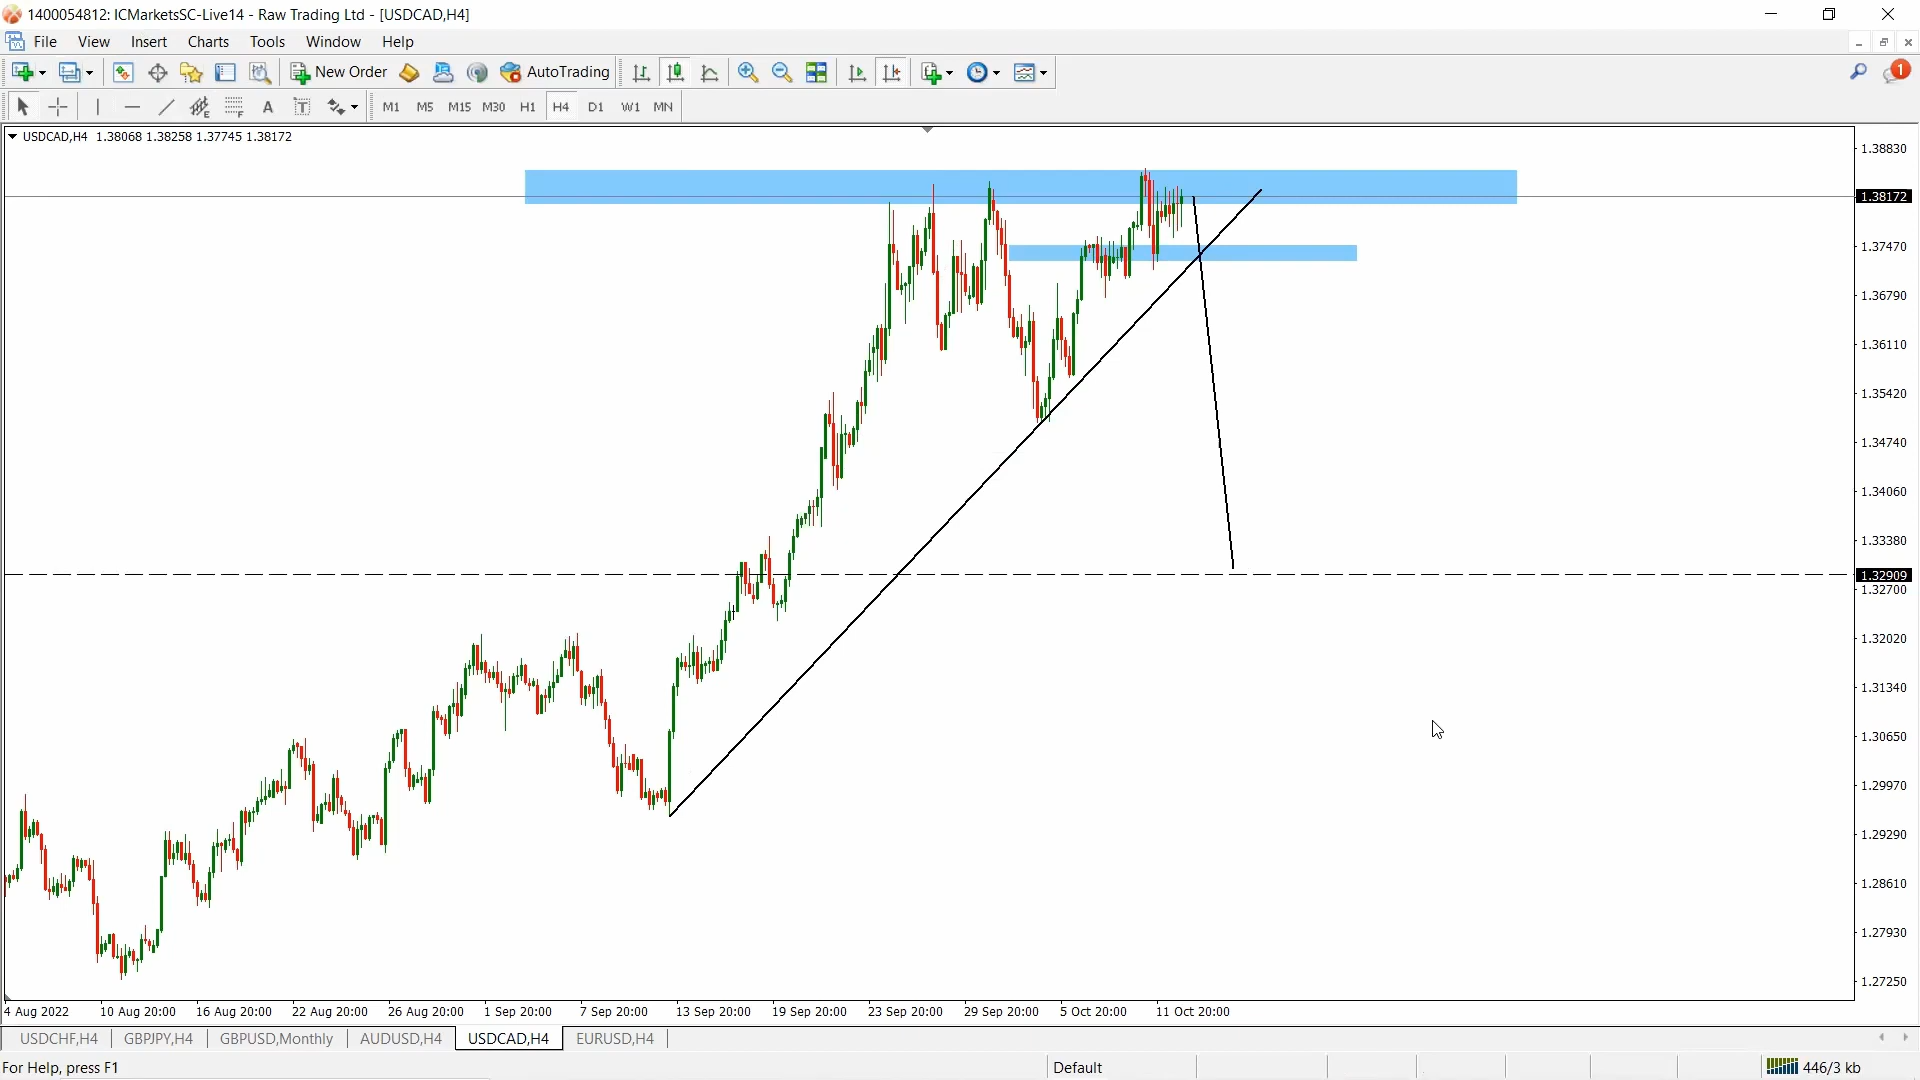 1400054812: ICMarketsSC-Live14 - Raw Trading Ltd - [USDCAD,H4]
File View Insert Charts Tools Window Help
New Order AutoTrading
A T M1 M5 M15 M30 H1 H4 D1 W1 MN
1
USDCAD,H4 1.38068 1.38258 1.37745 1.38172
1.38830
1.38172
1.37470
1.36790
1.36110
1.35420
1.34740
1.34060
1.33380
1.32909
1.32700
1.32020
1.31340
1.30650
1.29970
1.29290
1.28610
1.27930
1.27250
4 Aug 2022 10 Aug 20:00 16 Aug 20:00 22 Aug 20:00 26 Aug 20:00 1 Sep 20:00 7 Sep 20:00 13 Sep 20:00 19 Sep 20:00 23 Sep 20:00 29 Sep 20:00 5 Oct 20:00 11 Oct 20:00
USDCHF,H4 GBPJPY,H4 GBPUSD,Monthly AUDUSD,H4 USDCAD,H4 EURUSD,H4
For Help, press F1 Default 446/3 kb